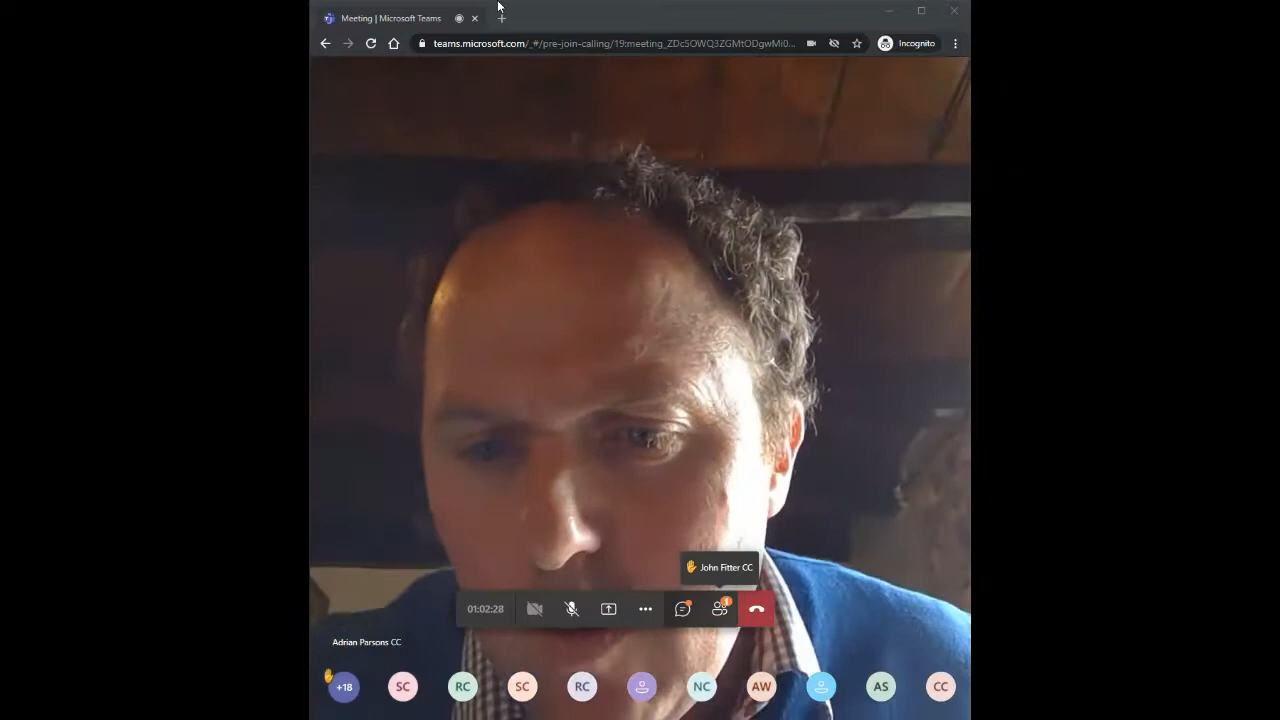 Meeting | Microsoft Teams
teams.microsoft.com/_#/pre-join-calling/19:meeting_ZDc5OWQ3ZGMtODgwMi0...
Incognito
John Fitter CC
01:02:28
1
Adrian Parsons CC
+18 SC RC SC RC NC AW AS CC